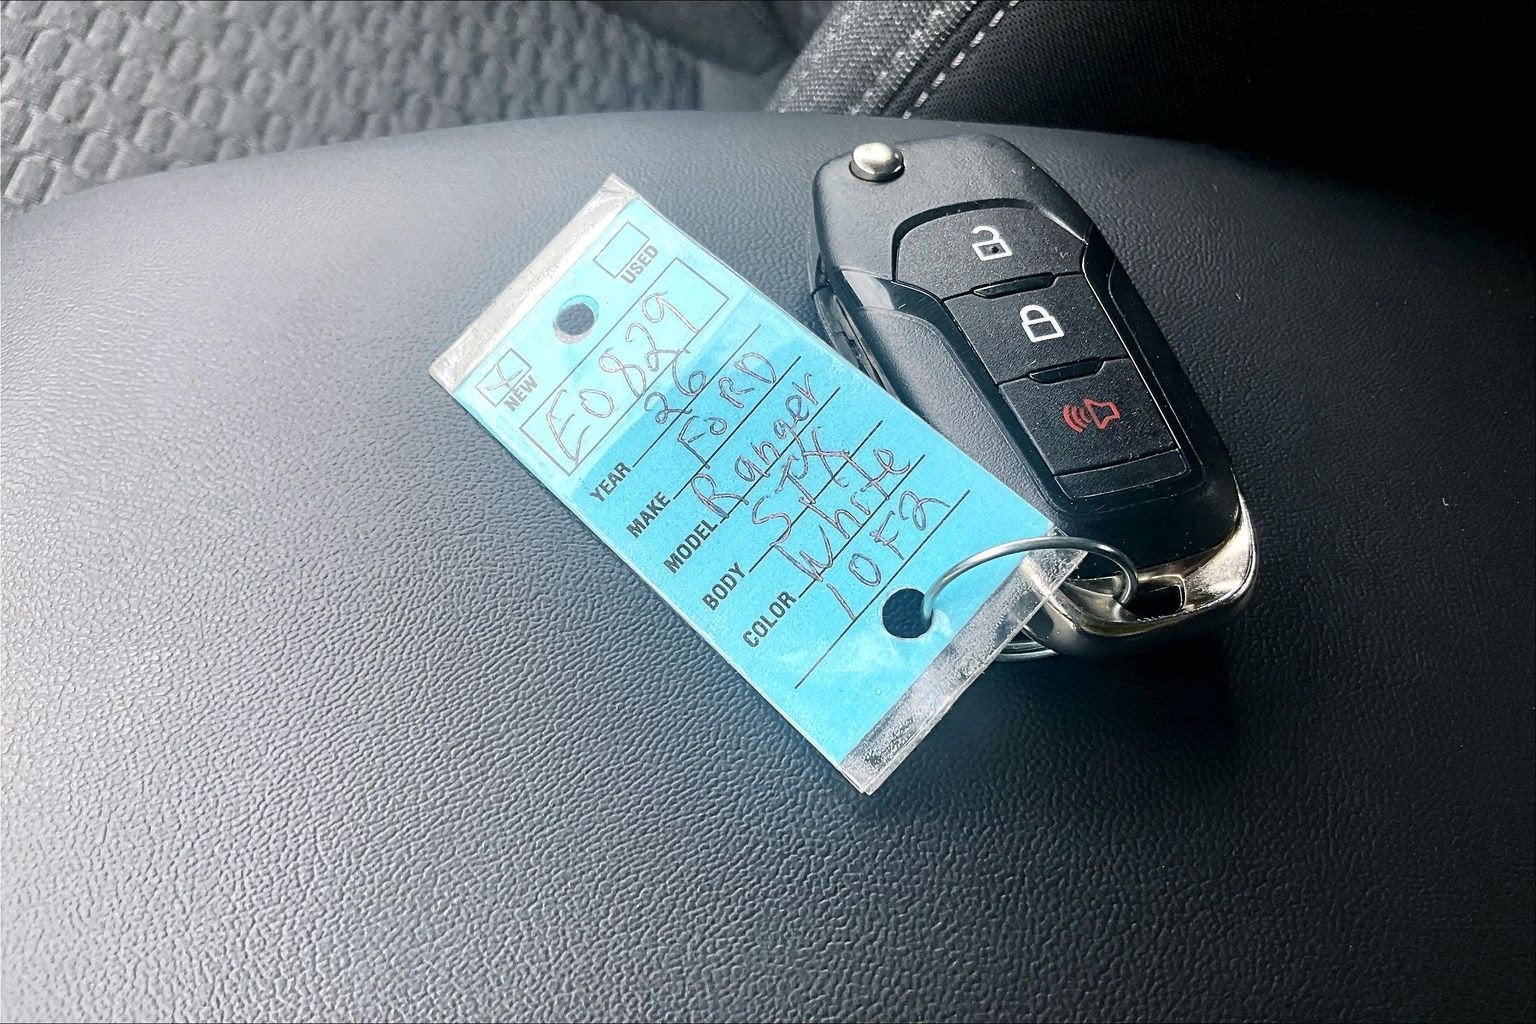 USED
X NEW
E0829
YEAR 26
MAKE FORD
MODEL Ranger
BODY STX
COLOR White
1 OF 2